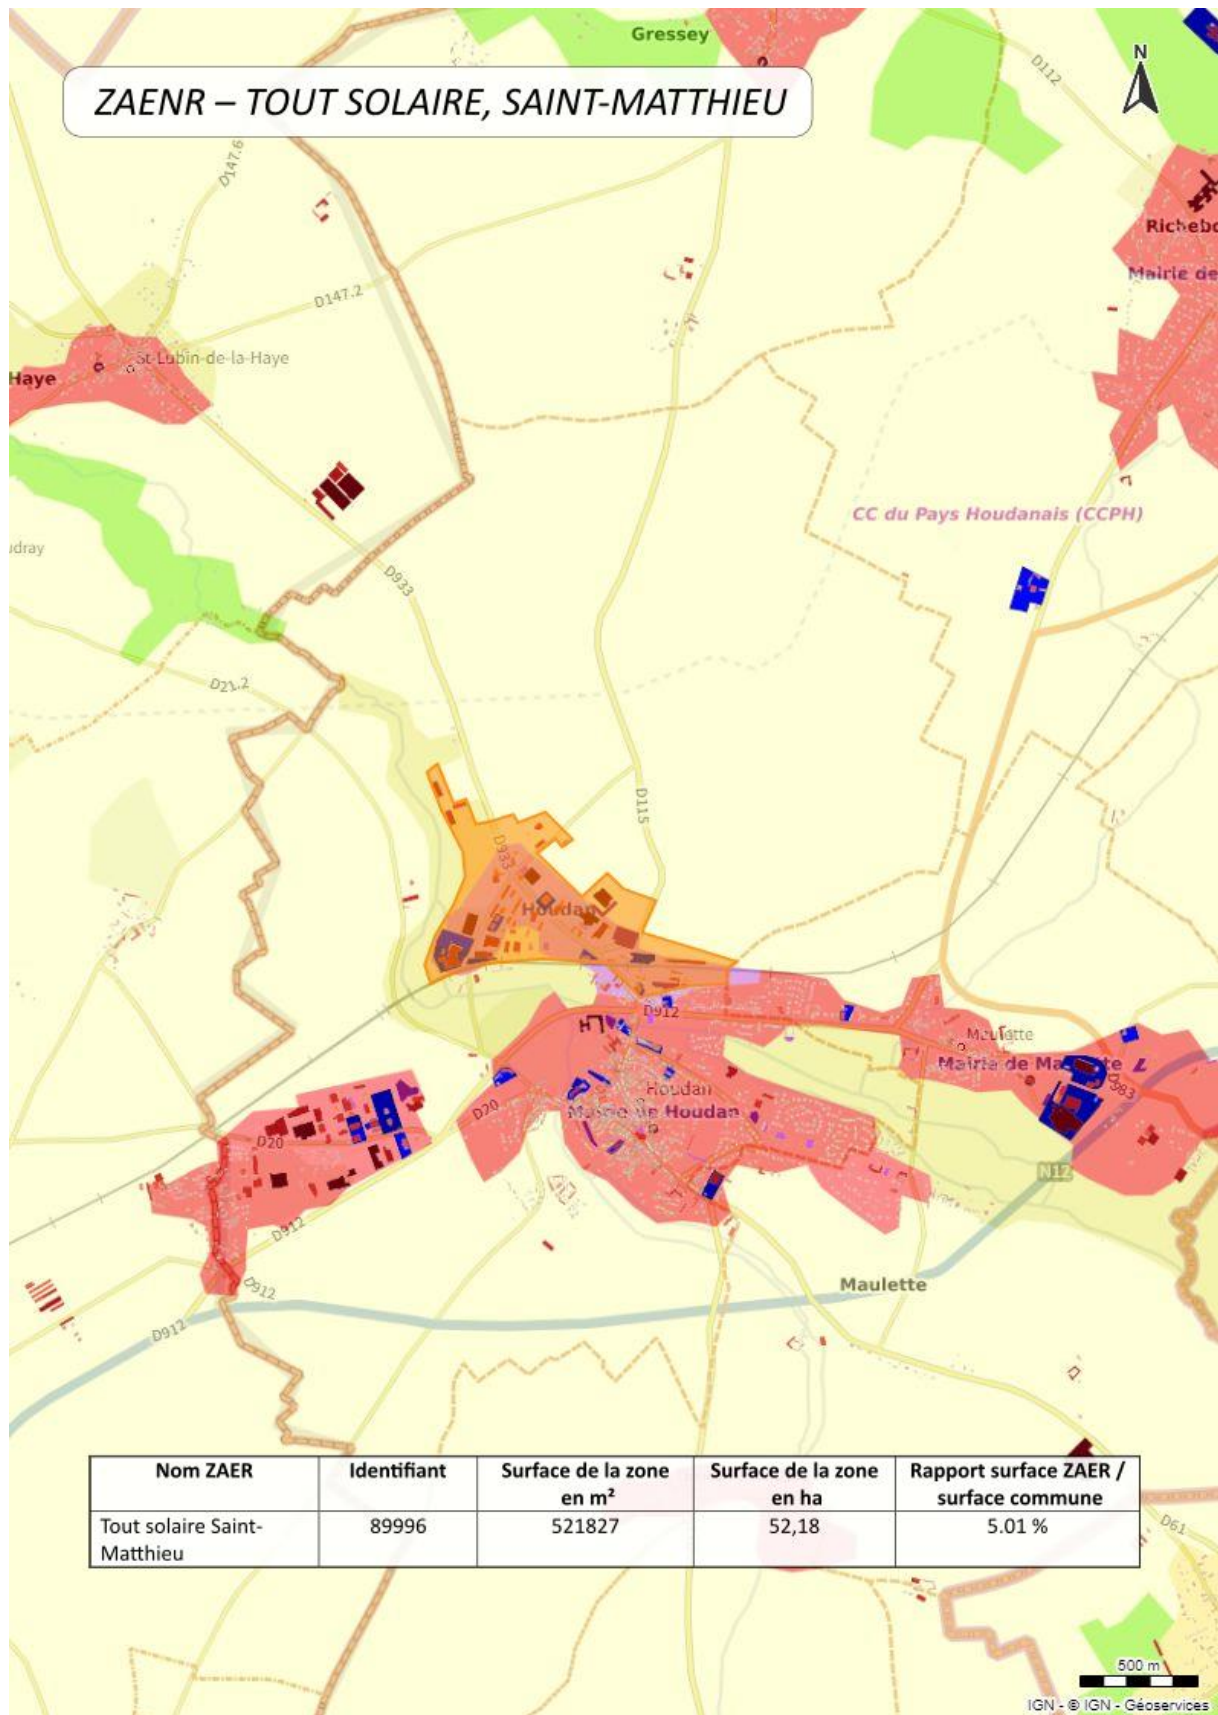 Gressey
N
D112
ZAENR – TOUT SOLAIRE, SAINT-MATTHIEU
D147.6
Mairie de
D147.2
St-Lubin-de-la-Haye
Haye
CC du Pays Houdanais (CCPH)
D933
D21.2
D115
D933
Houdan
D912
Maulette
Houdan
D983
D20
Mairie de Houdan
D20
N12
D912
D912
Maulette
D912
Nom ZAER Identifiant Surface de la zone en m² Surface de la zone en ha Rapport surface ZAER / surface commune
Tout solaire Saint-Matthieu 89996 521827 52,18 5.01 %
D61
500 m
IGN - © IGN - Géoservices